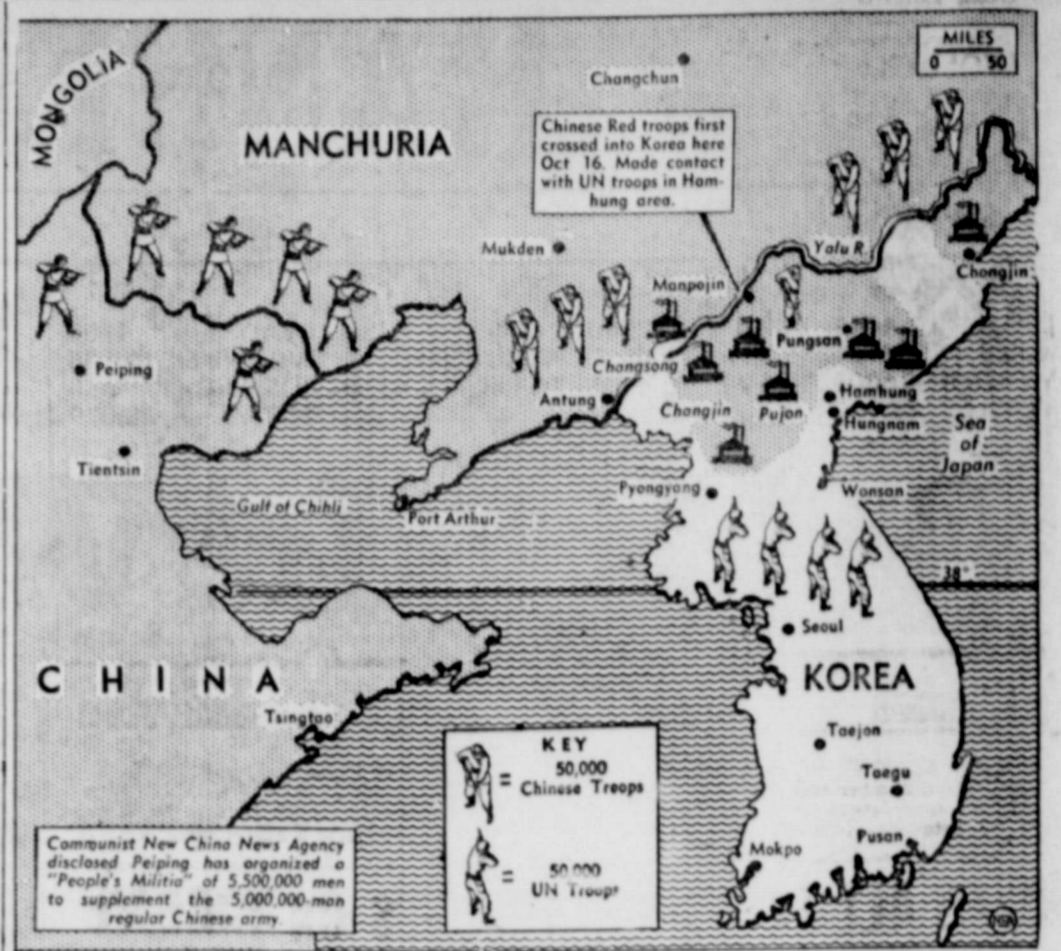 MONGOLIA
MANCHURIA
Changchun
MILES
0 50
Chinese Red troops first
crossed into Korea here
Oct 16. Made contact
with UN troops in Ham-
hung area.
Mukden
Yalu R.
Chongjin
Manpojin
Pungsan
Changsong
Peiping
Antung
Changjin
Pujon
Hamhung
Hungnam
Sea
of
Japan
Tientsin
Gulf of Chihli
Port Arthur
Pyongyang
Wonsan
38°
Seoul
CHINA
KOREA
Tsingtao
Taejon
Taegu
Pusan
Mokpo
KEY
= 50,000
Chinese Troops
= 50,000
UN Troops
Communist New China News Agency
disclosed Peiping has organized a
"People's Militia" of 5,500,000 men
to supplement the 5,000,000-man
regular Chinese army.